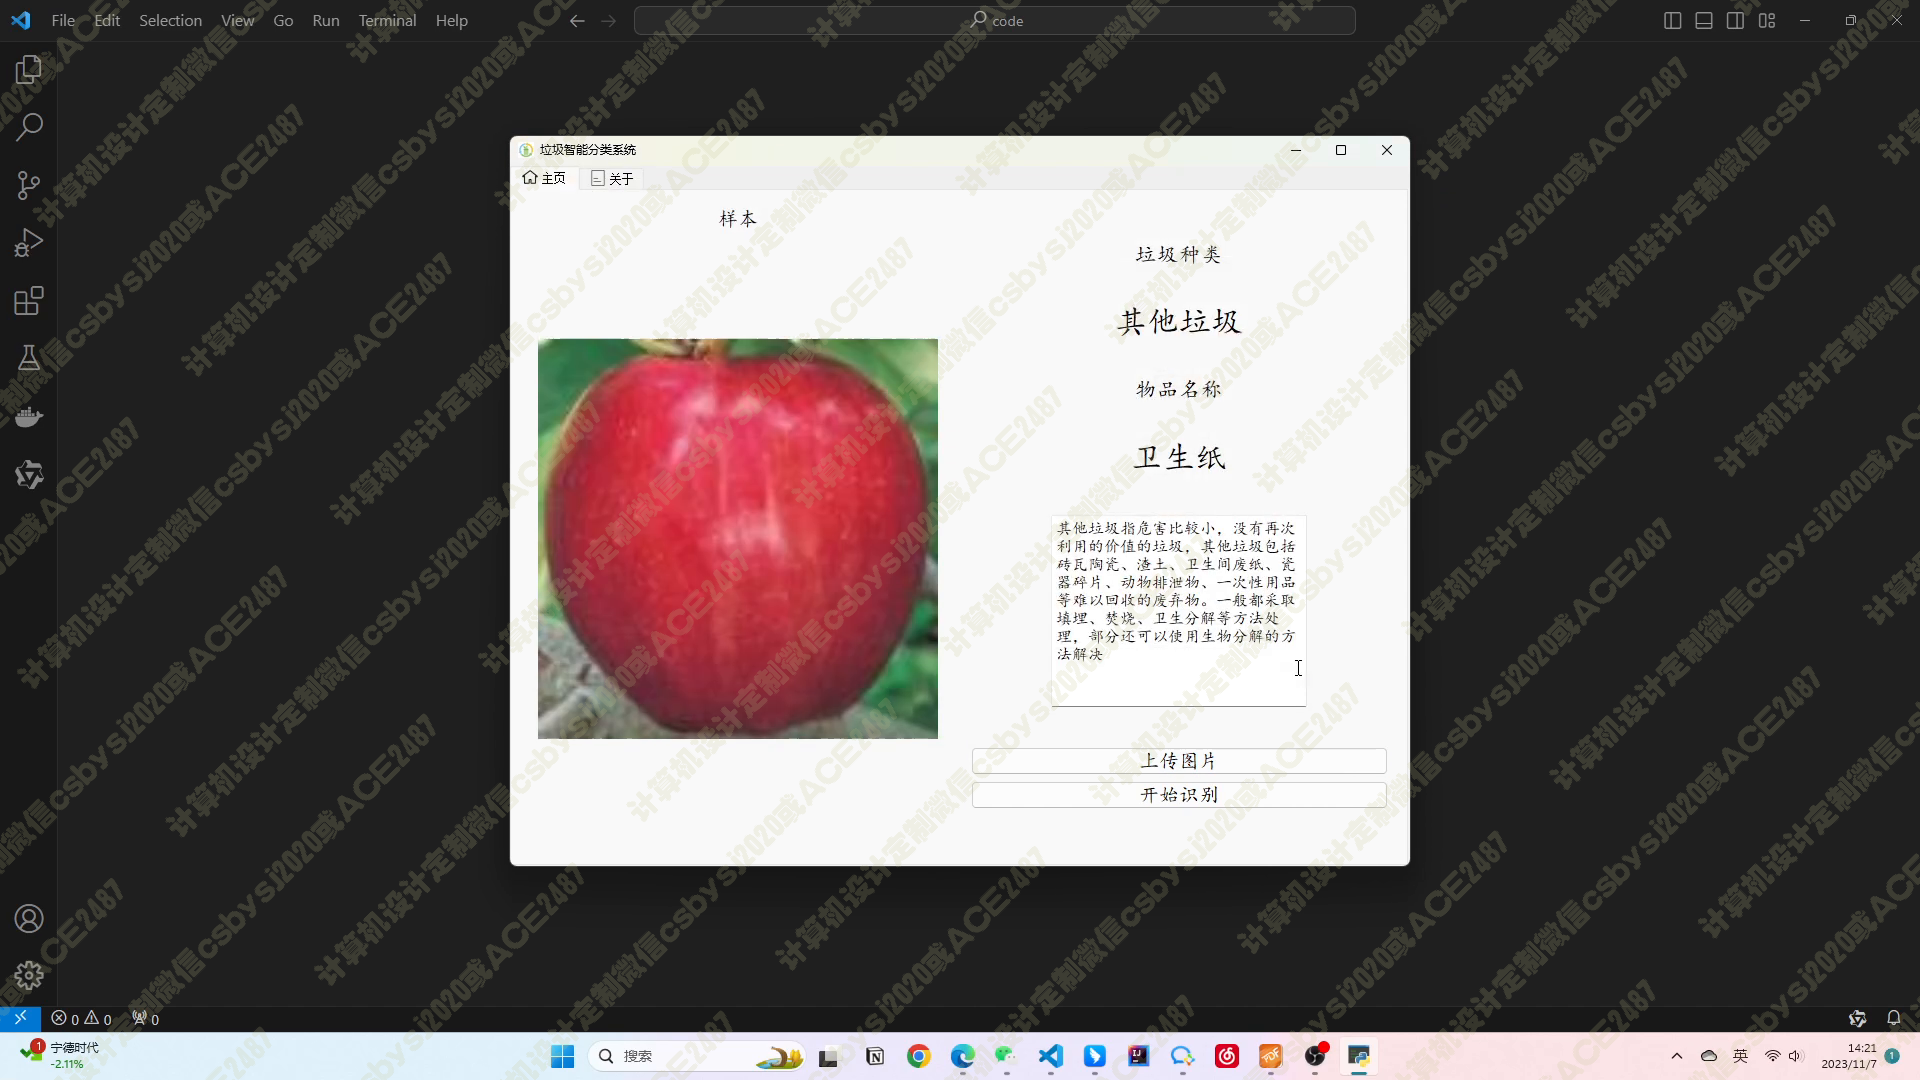 File Edit Selection View Go Run Terminal Help
code
垃圾智能分类系统
主页 关于
样本
垃圾种类
其他垃圾
物品名称
卫生纸
其他垃圾指危害比较小，没有再次
利用的价值的垃圾，其他垃圾包括
砖瓦陶瓷、渣土、卫生间废纸、瓷
器碎片、动物排泄物、一次性用品
等难以回收的废弃物。一般都采取
填埋、焚烧、卫生分解等方法处
理，部分还可以使用生物分解的方
法解决
上传图片
开始识别
0 0 0
1
宁德时代
-2.11%
搜索
英
14:21
2023/11/7
1
计算机设计定制微信csbysj2020或ACE2487